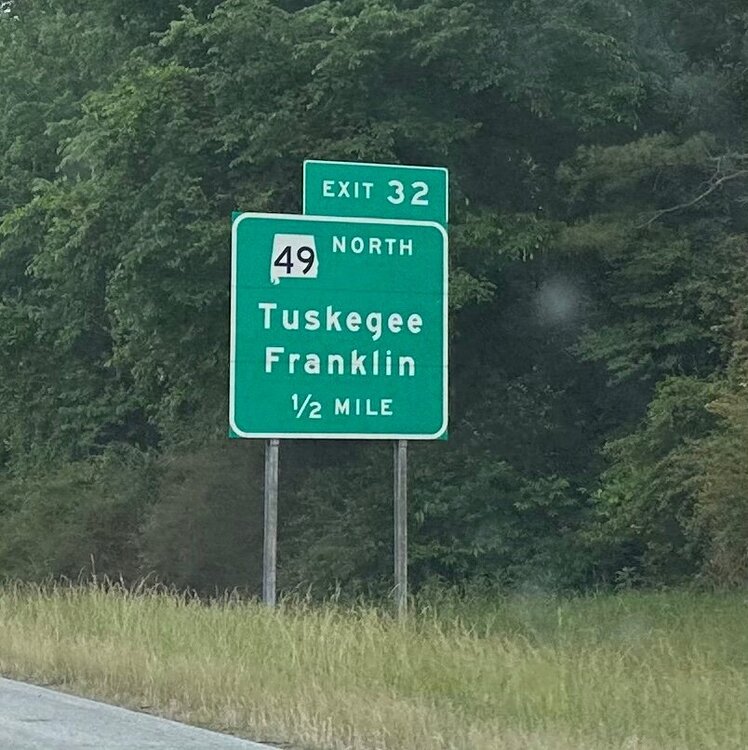 EXIT 32
49 NORTH
Tuskegee
Franklin
1/2 MILE